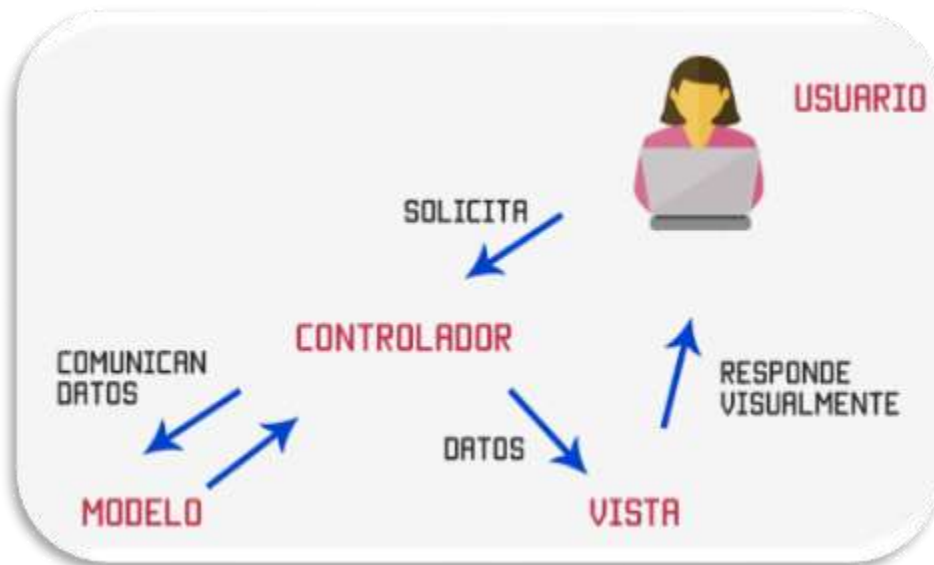 USUARIO
SOLICITA
CONTROLADOR
COMUNICAN
DATOS
RESPONDE
VISUALMENTE
DATOS
MODELO
VISTA